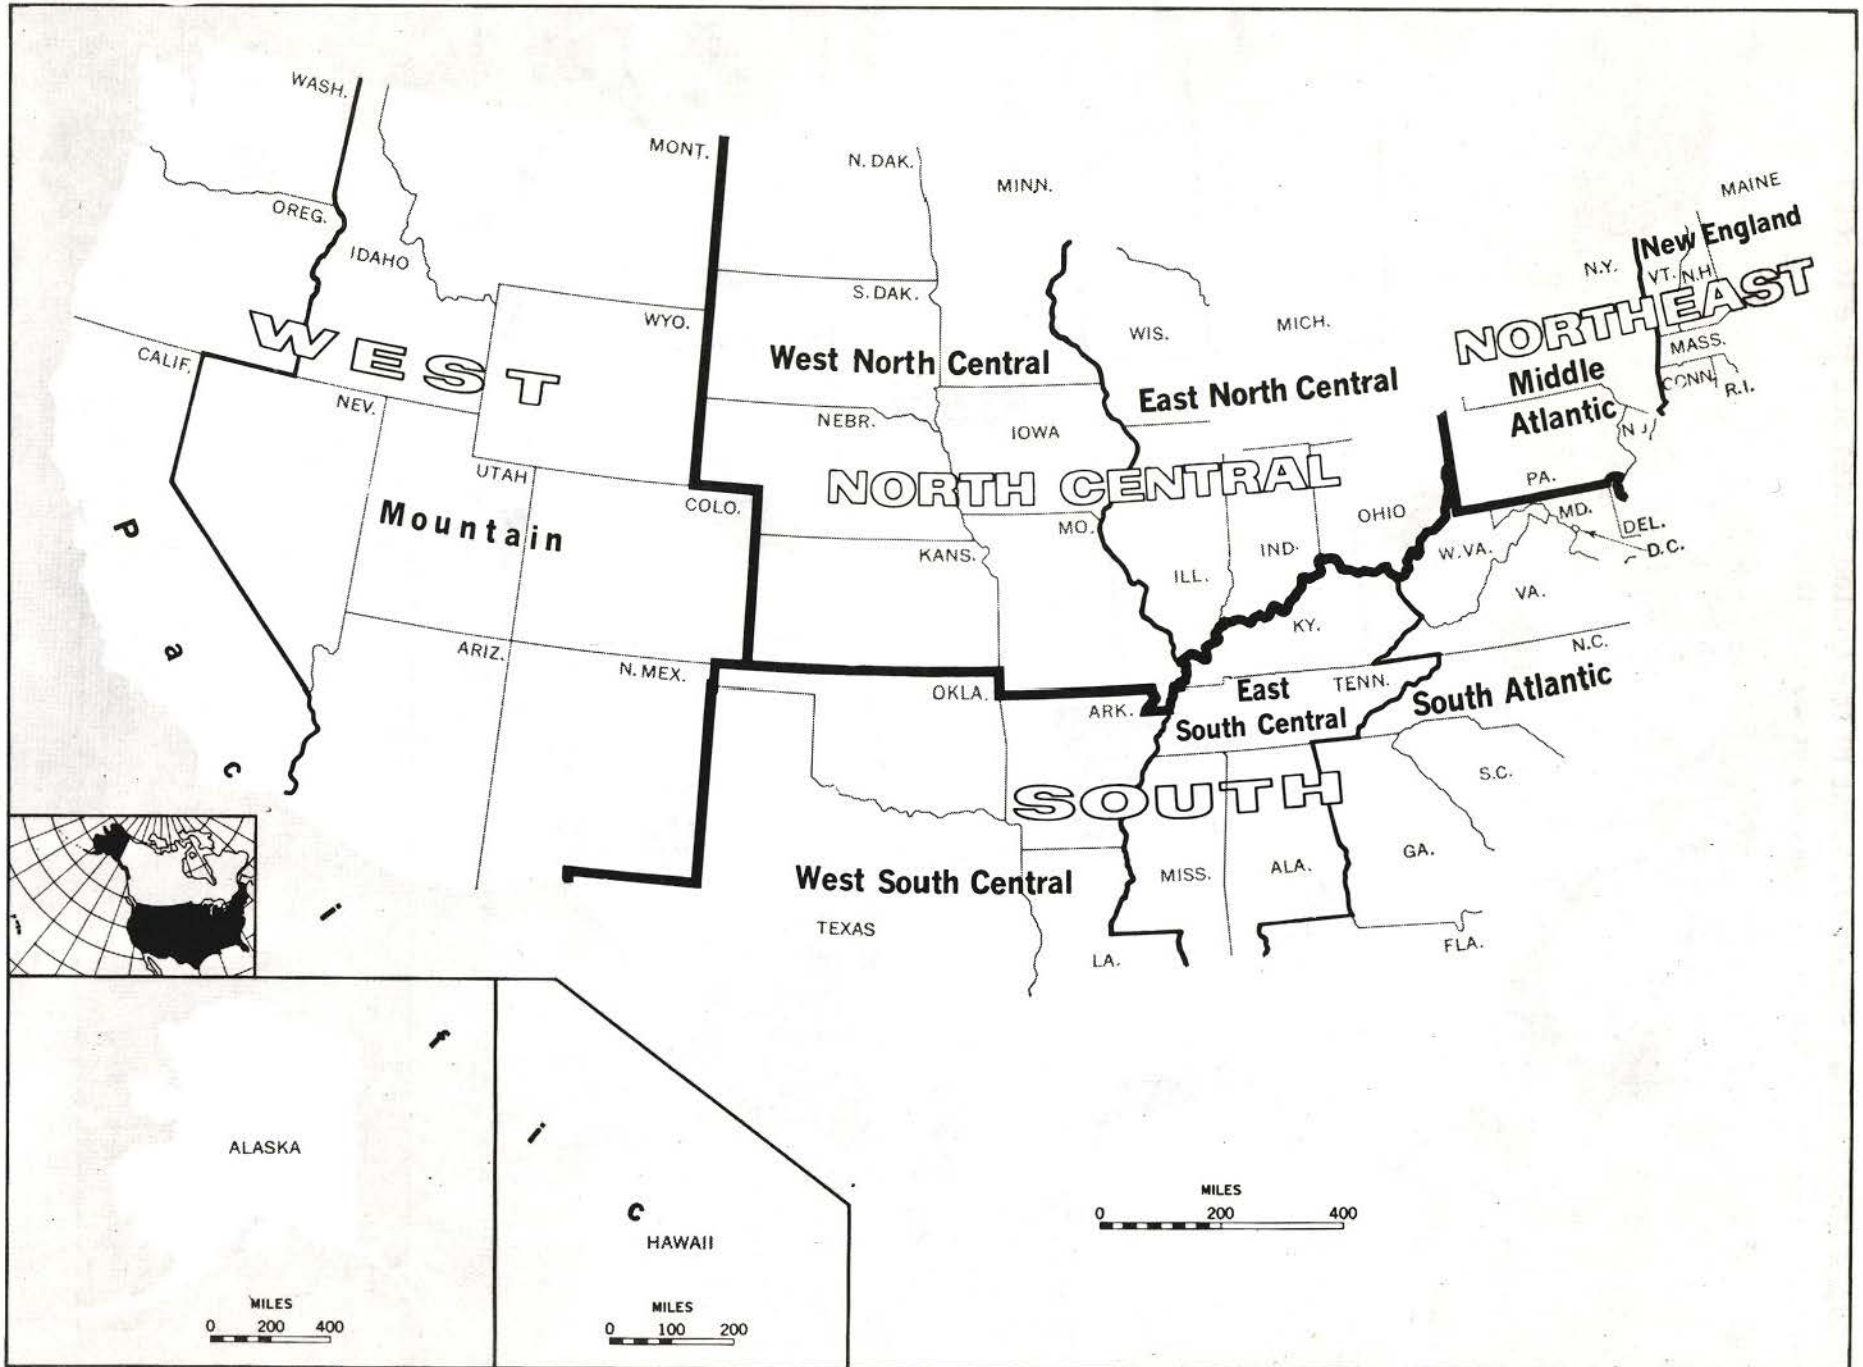 WASH.
MONT.
N. DAK.
MINN.
MAINE
OREG.
IDAHO
New England
N.Y.
VT.
N.H.
S. DAK.
WYO.
WIS.
MICH.
NORTHEAST
CALIF.
WEST
West North Central
East North Central
MASS.
CONN.
R.I.
Middle
Atlantic
NEV.
NEBR.
IOWA
N.J.
UTAH
NORTH CENTRAL
PA.
COLO.
Mountain
MO.
OHIO
MD.
DEL.
D.C.
KANS.
IND.
W.VA.
ILL.
VA.
KY.
Pacific
ARIZ.
N. MEX.
N.C.
OKLA.
ARK.
East
South Central
TENN.
South Atlantic
SOUTH
S.C.
GA.
West South Central
MISS.
ALA.
TEXAS
LA.
FLA.
ALASKA
MILES
0 200 400
HAWAII
MILES
0 100 200
MILES
0 200 400